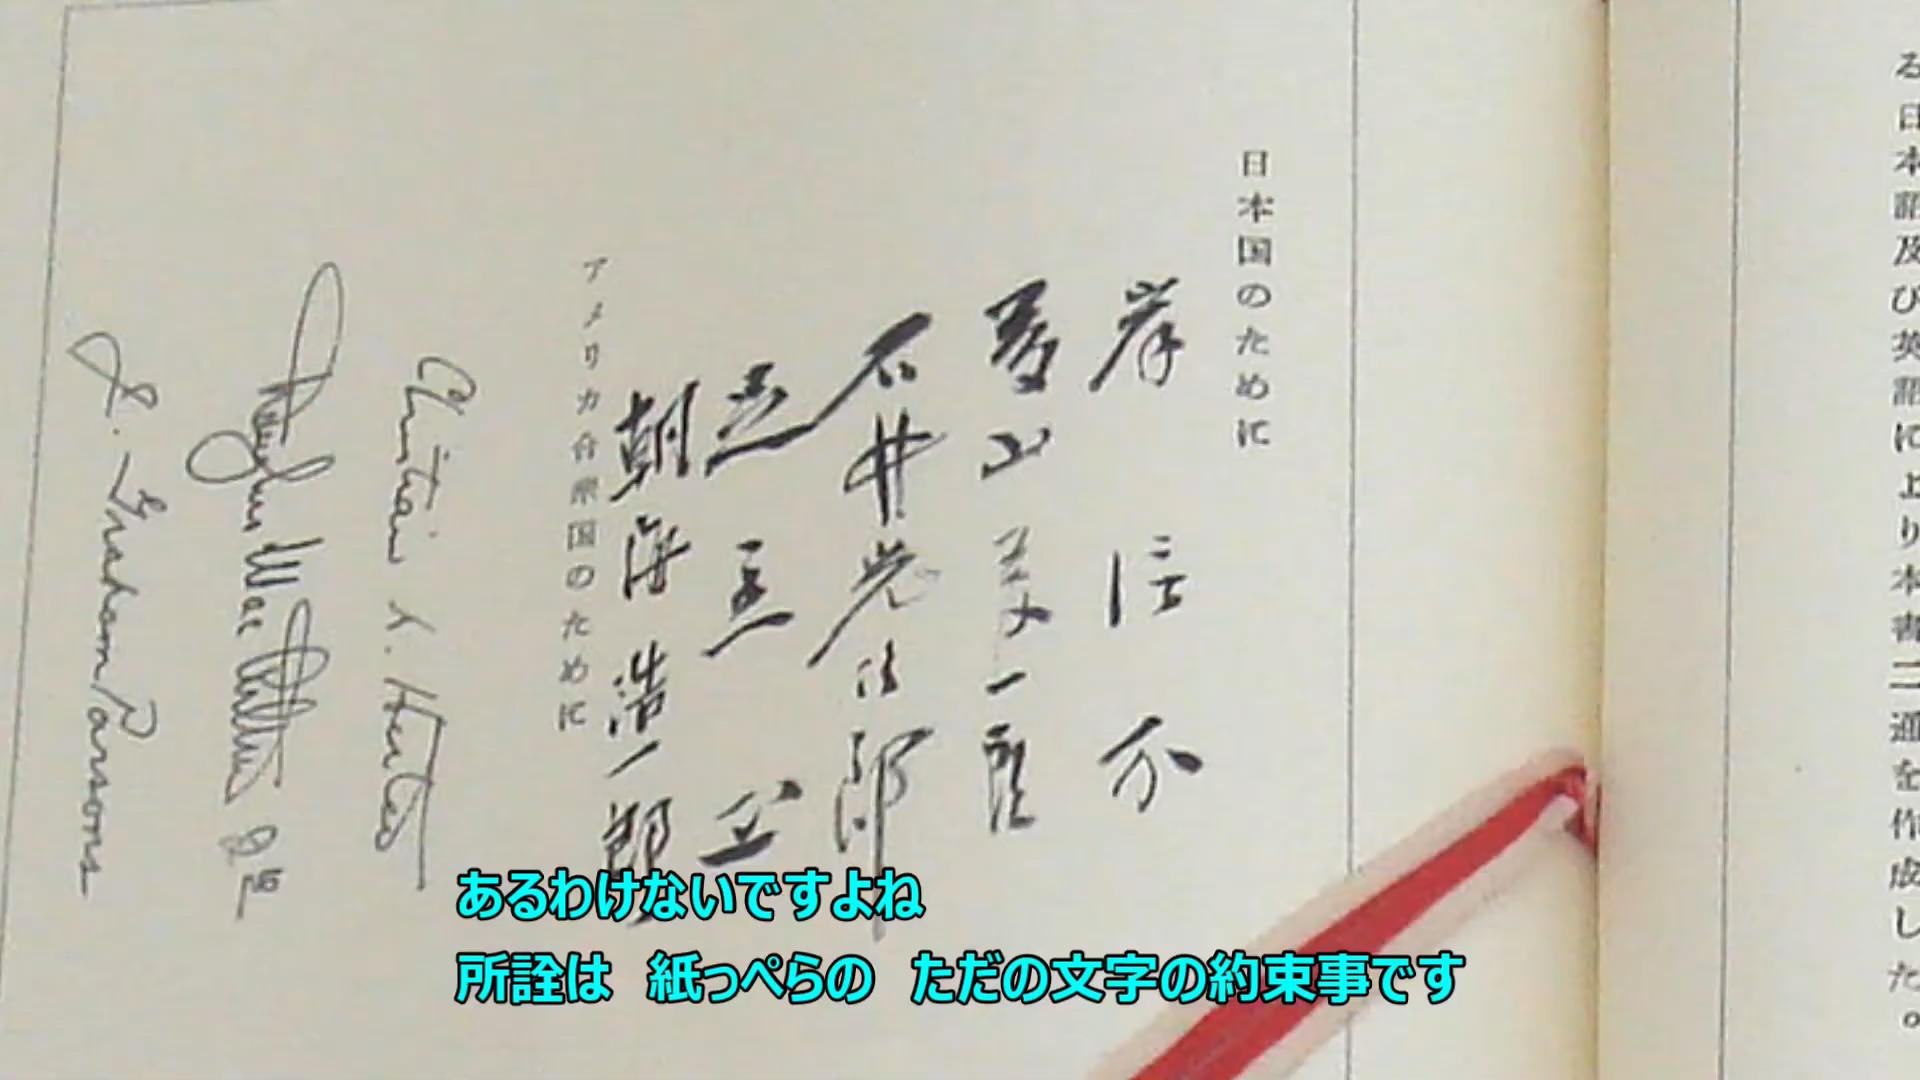 る日本語及び英語により本書二通を作成した。
日本国のために
岸信介
藤山愛一郎
石井光次郎
足立正
朝海浩一郎
アメリカ合衆国のために
Christian A. Herter
Douglas MacArthur 2nd
J. Graham Parsons
あるわけないですよね
所詮は 紙っぺらの ただの文字の約束事です